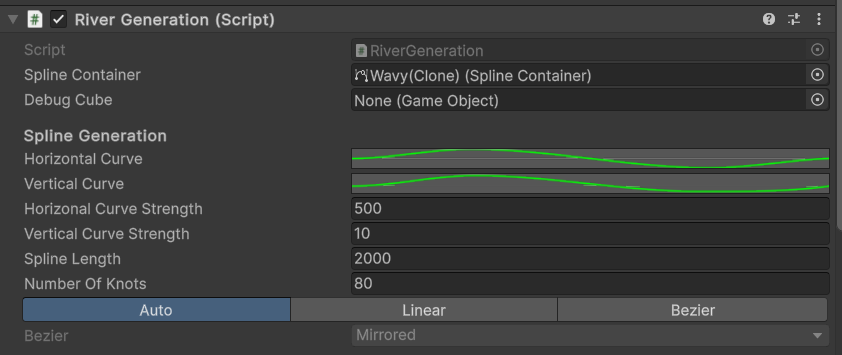 River Generation (Script)
Script RiverGeneration
Spline Container Wavy(Clone) (Spline Container)
Debug Cube None (Game Object)
Spline Generation
Horizontal Curve
Vertical Curve
Horizonal Curve Strength 500
Vertical Curve Strength 10
Spline Length 2000
Number Of Knots 80
Auto Linear Bezier
Bezier Mirrored